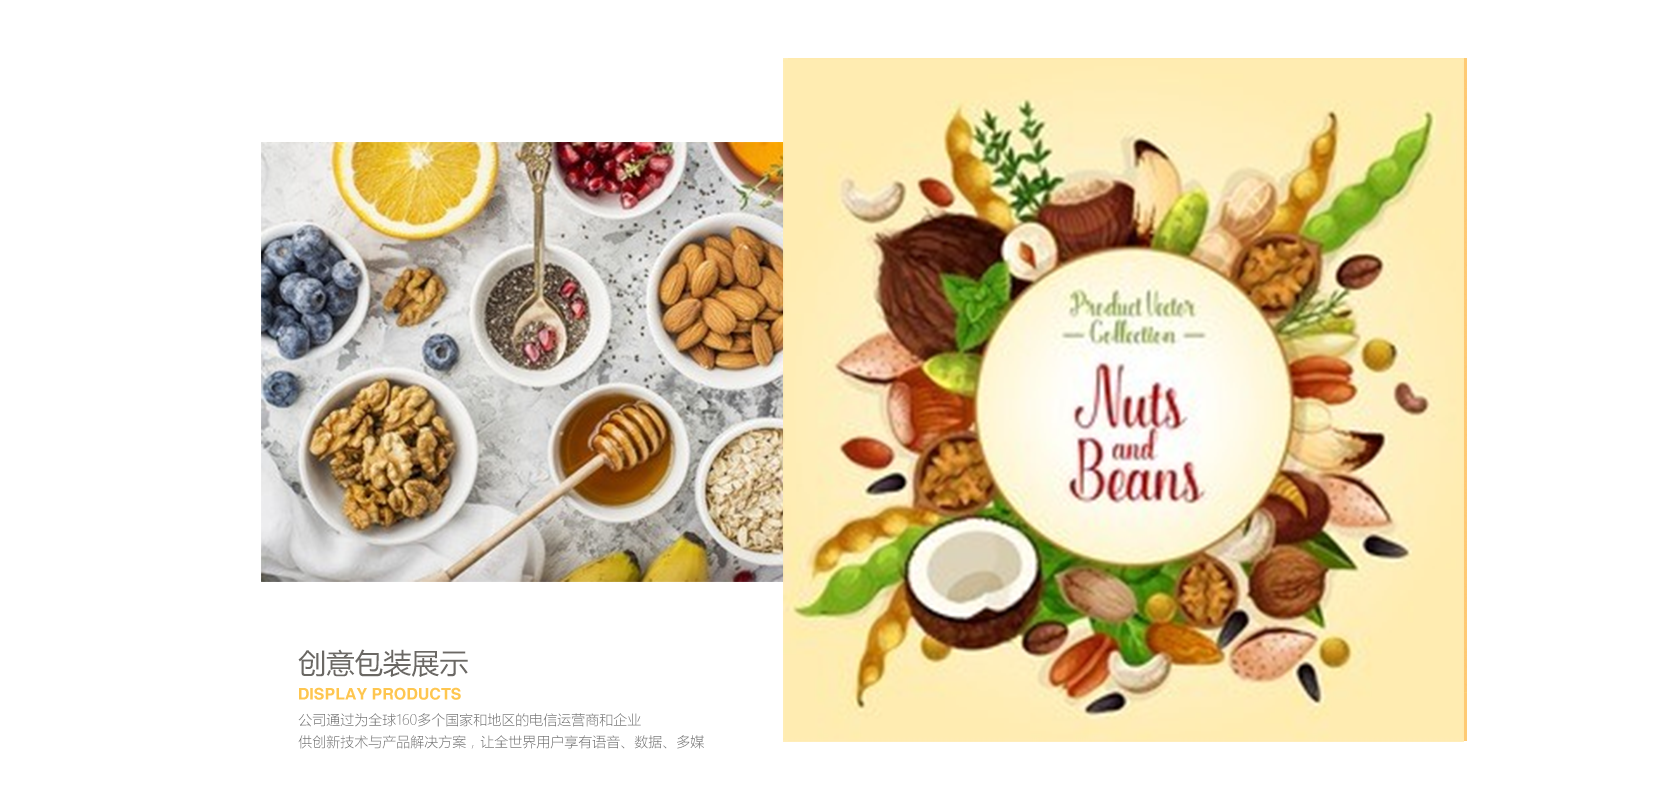 Product Vector
Collection
Nuts
and
Beans
创意包装展示
DISPLAY PRODUCTS
公司通过为全球160多个国家和地区的电信运营商和企业
供创新技术与产品解决方案，让全世界用户享有语音、数据、多媒